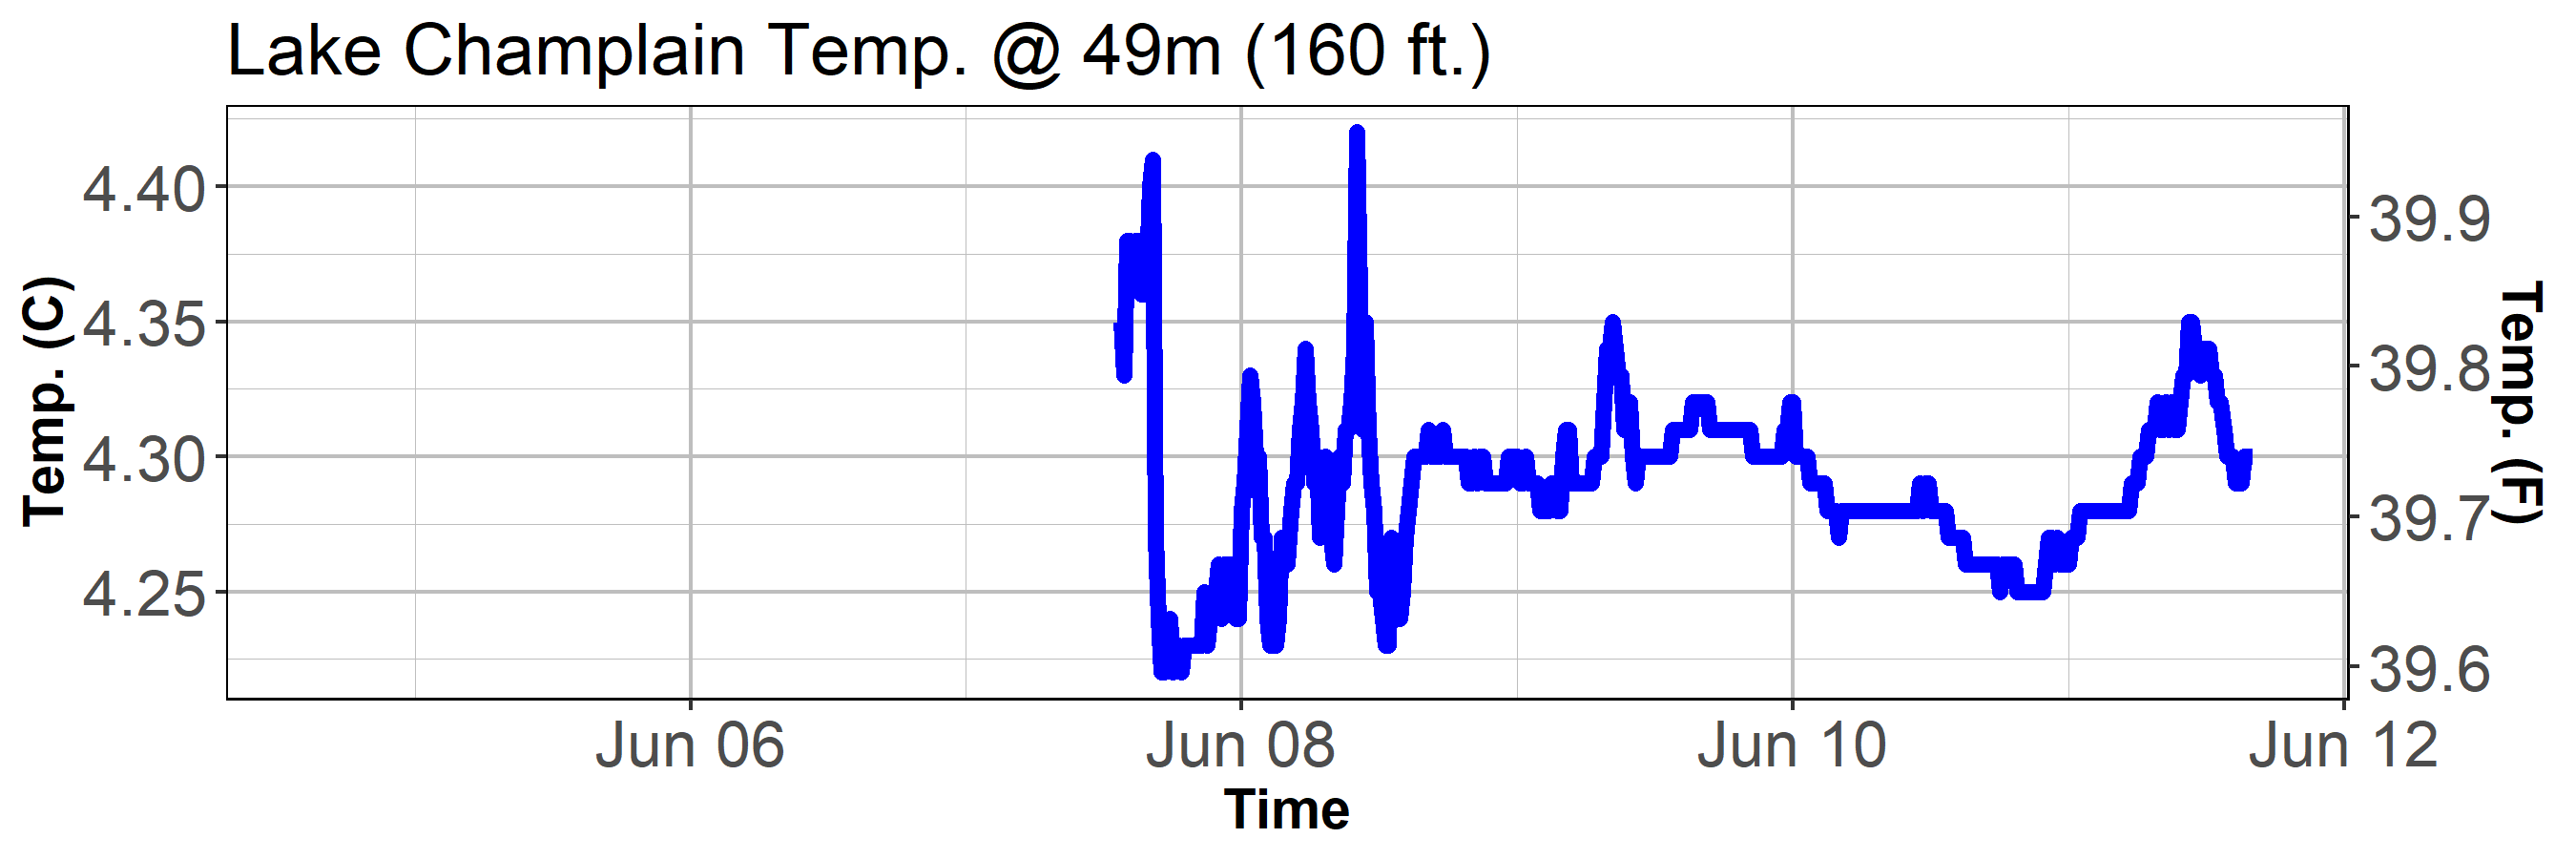 Lake Champlain Temp. @ 49m (160 ft.)
4.40
4.35
4.30
4.25
Temp. (C)
39.9
39.8
39.7
39.6
Temp. (F)
Jun 06
Jun 08
Jun 10
Jun 12
Time